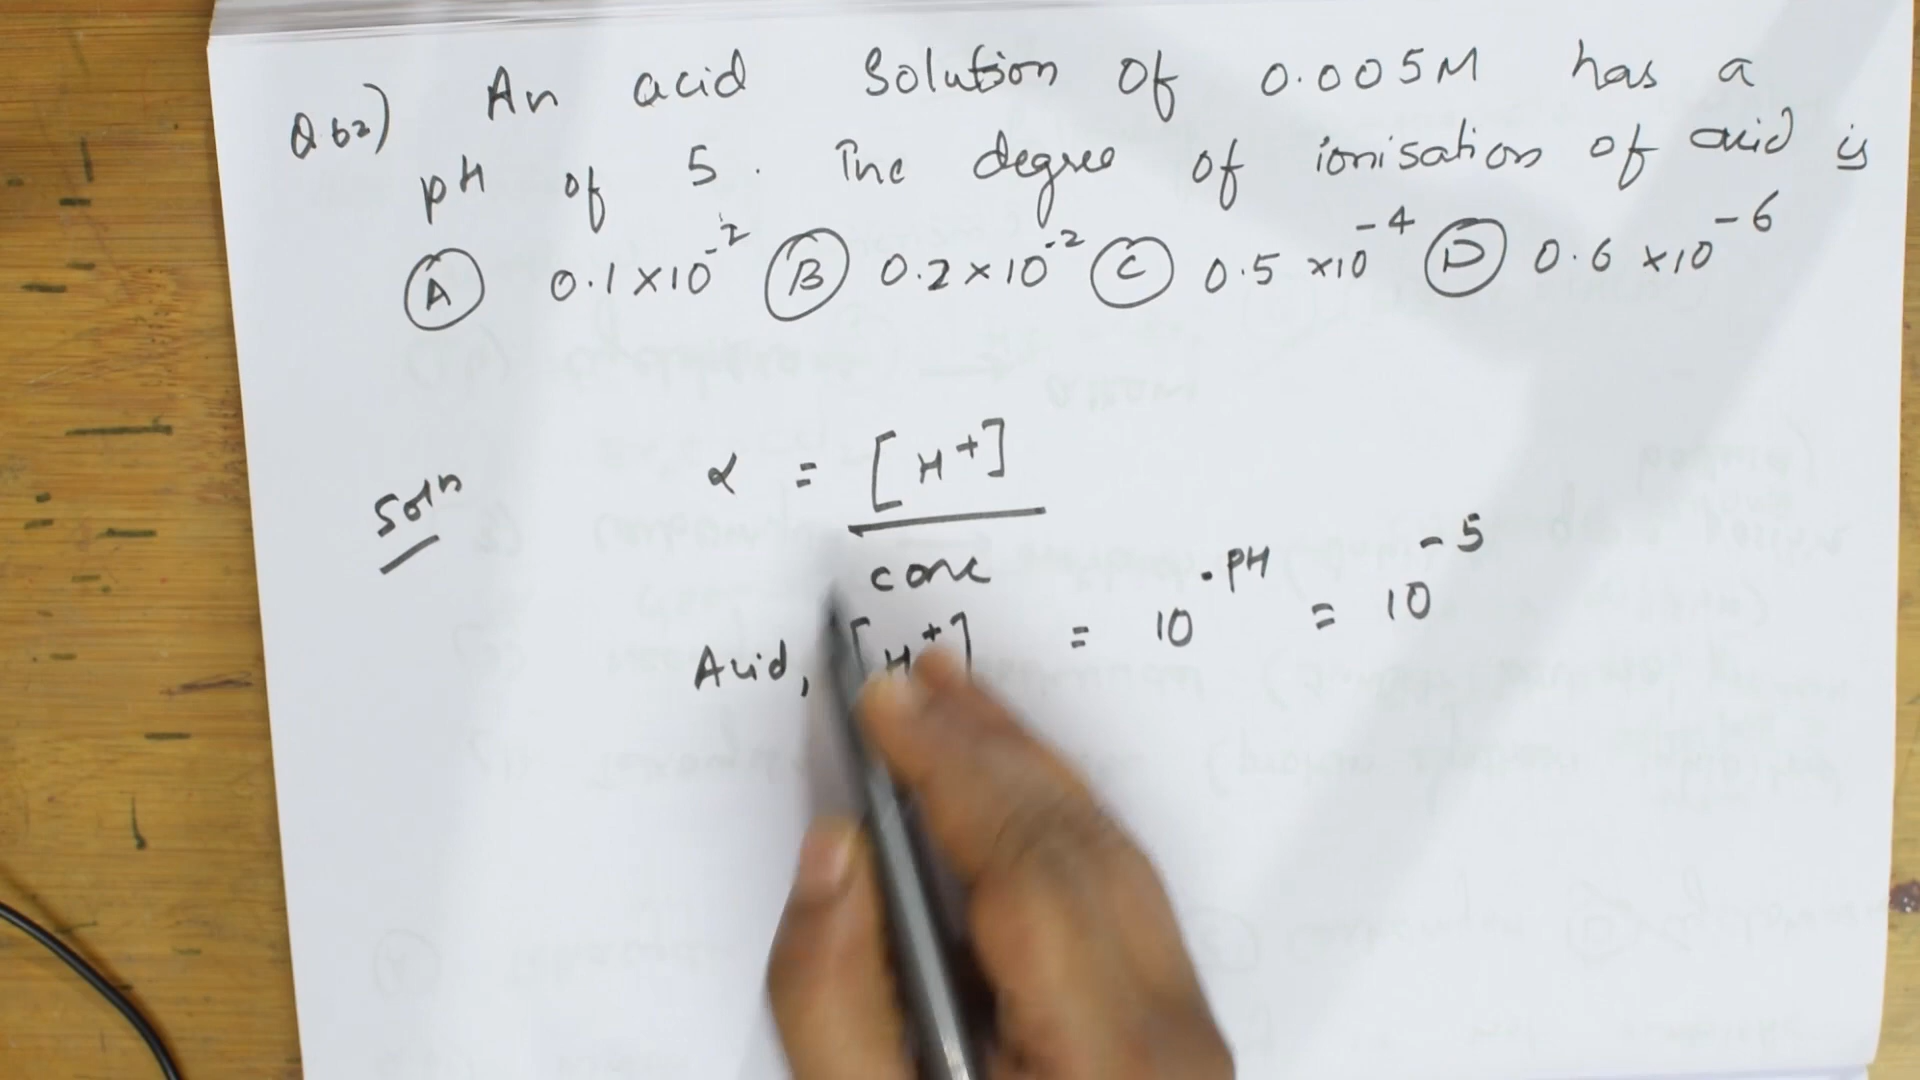 Q.62) An acid Solution of 0.005M has a
pH of 5. The degree of ionisation of acid is
(A) 0.1×10⁻² (B) 0.2×10⁻² (C) 0.5×10⁻⁴ (D) 0.6×10⁻⁶
Soln α = [H⁺]
conc
Acid, [H⁺] = 10⁻ᵖᴴ = 10⁻⁵